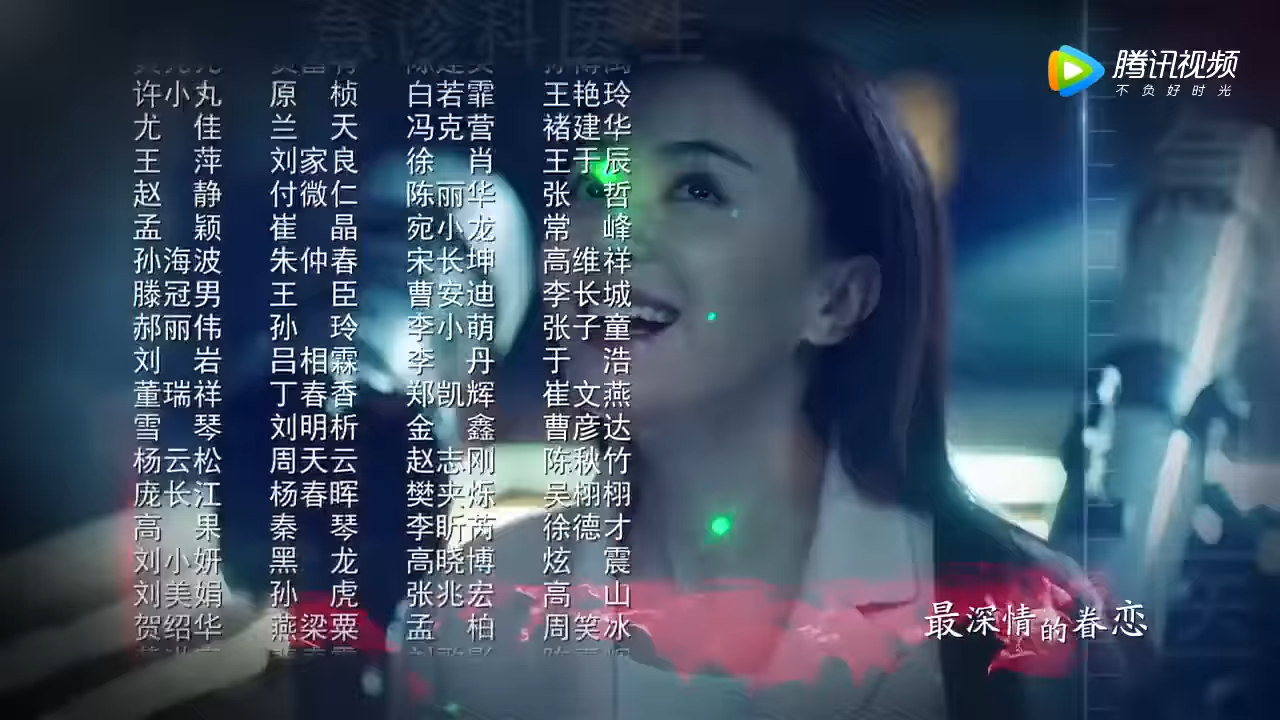 急诊科医生
腾讯视频
不负好时光
许小丸 原 桢 白若霏 王艳玲
尤 佳 兰 天 冯克营 褚建华
王 萍 刘家良 徐 肖 王于辰
赵 静 付微仁 陈丽华 张 哲
孟 颖 崔 晶 宛小龙 常 峰
孙海波 朱仲春 宋长坤 高维祥
滕冠男 王 臣 曹安迪 李长城
郝丽伟 孙 玲 李小萌 张子童
刘 岩 吕相霖 李 丹 于 浩
董瑞祥 丁春香 郑凯辉 崔文燕
雪 琴 刘明析 金 鑫 曹彦达
杨云松 周天云 赵志刚 陈秋竹
庞长江 杨春晖 樊夹烁 吴栩栩
高 果 秦 琴 李昕芮 徐德才
刘小妍 黑 龙 高晓博 炫 震
刘美娟 孙 虎 张兆宏 高 山
贺绍华 燕梁粟 孟 柏 周笑冰
最深情的眷恋